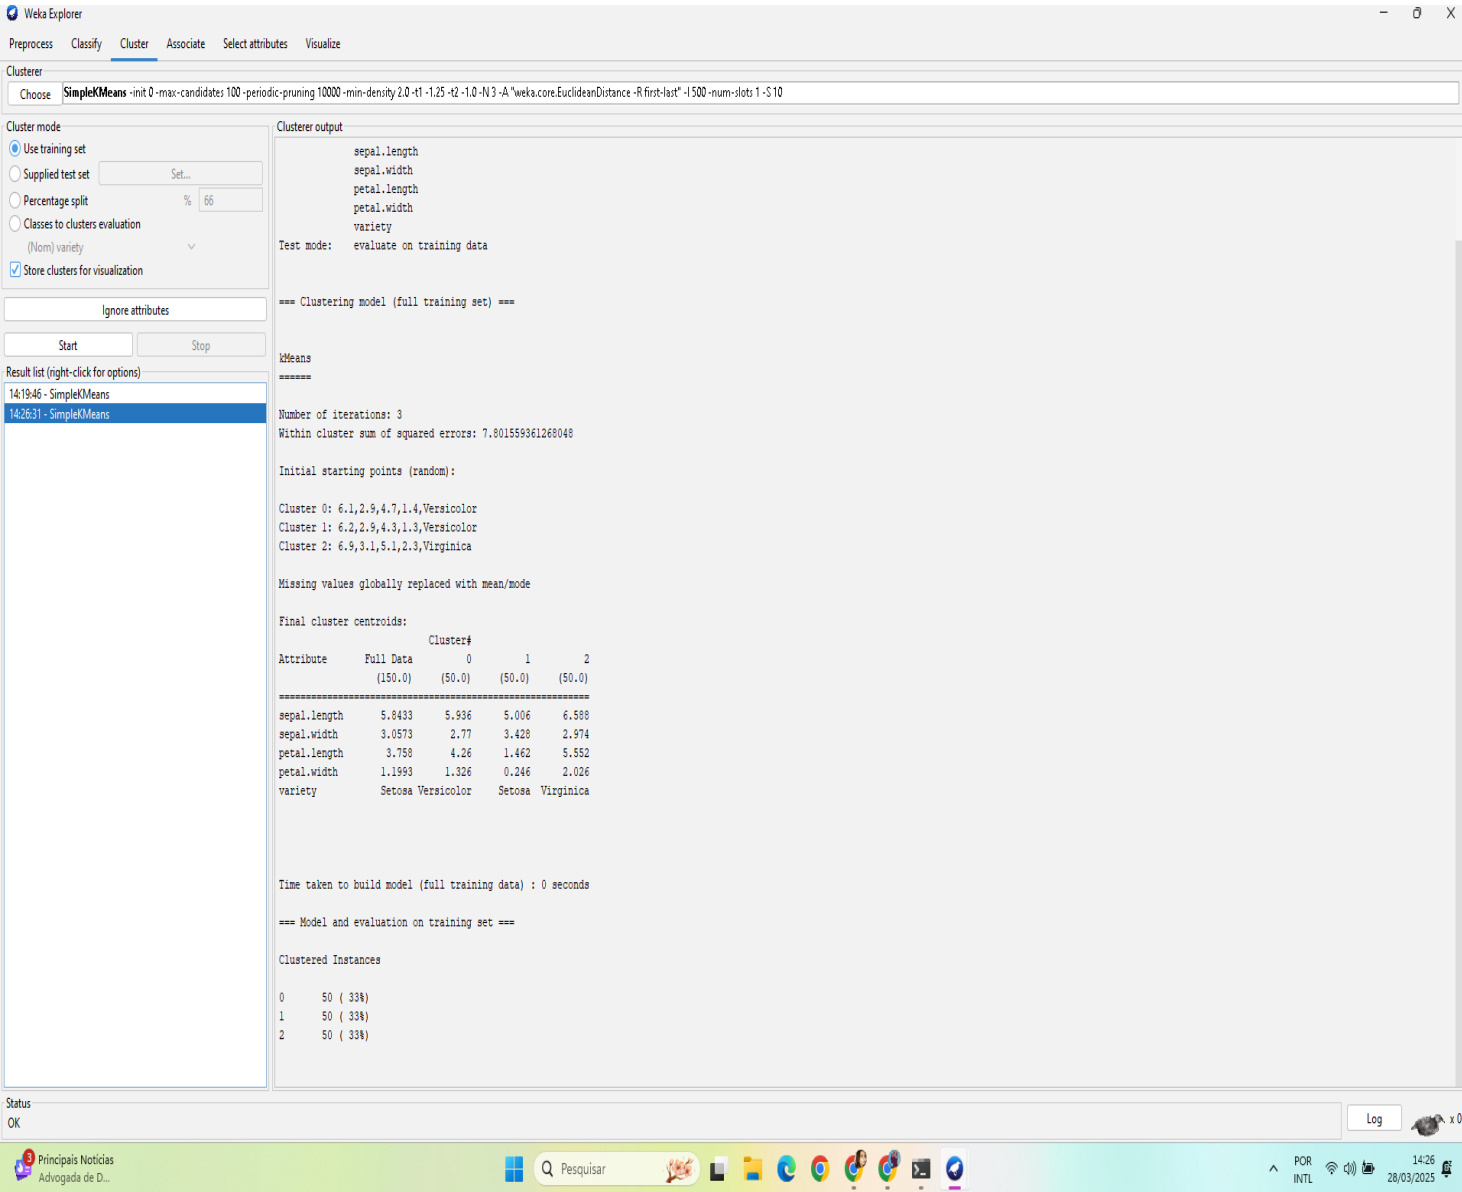 Weka Explorer
Preprocess Classify Cluster Associate Select attributes Visualize
Clusterer
Choose SimpleKMeans -init 0 -max-candidates 100 -periodic-pruning 10000 -min-density 2.0 -t1 -1.25 -t2 -1.0 -N 3 -A "weka.core.EuclideanDistance -R first-last" -I 500 -num-slots 1 -S 10
Cluster mode
Use training set
Supplied test set Set...
Percentage split % 66
Classes to clusters evaluation
(Nom) variety
Store clusters for visualization
Ignore attributes
Start Stop
Result list (right-click for options)
14:19:46 - SimpleKMeans
14:26:31 - SimpleKMeans
Clusterer output
sepal.length
sepal.width
petal.length
petal.width
variety
Test mode: evaluate on training data
=== Clustering model (full training set) ===
kMeans
======
Number of iterations: 3
Within cluster sum of squared errors: 7.801559361268048
Initial starting points (random):
Cluster 0: 6.1,2.9,4.7,1.4,Versicolor
Cluster 1: 6.2,2.9,4.3,1.3,Versicolor
Cluster 2: 6.9,3.1,5.1,2.3,Virginica
Missing values globally replaced with mean/mode
Final cluster centroids:
Cluster#
Attribute Full Data 0 1 2
(150.0) (50.0) (50.0) (50.0)
==========================================================
sepal.length 5.8433 5.936 5.006 6.588
sepal.width 3.0573 2.77 3.428 2.974
petal.length 3.758 4.26 1.462 5.552
petal.width 1.1993 1.326 0.246 2.026
variety Setosa Versicolor Setosa Virginica
Time taken to build model (full training data) : 0 seconds
=== Model and evaluation on training set ===
Clustered Instances
0 50 ( 33%)
1 50 ( 33%)
2 50 ( 33%)
Status
OK
Log x 0
3
Principais Notícias
Advogada de D...
Pesquisar
POR
INTL
14:26
28/03/2025